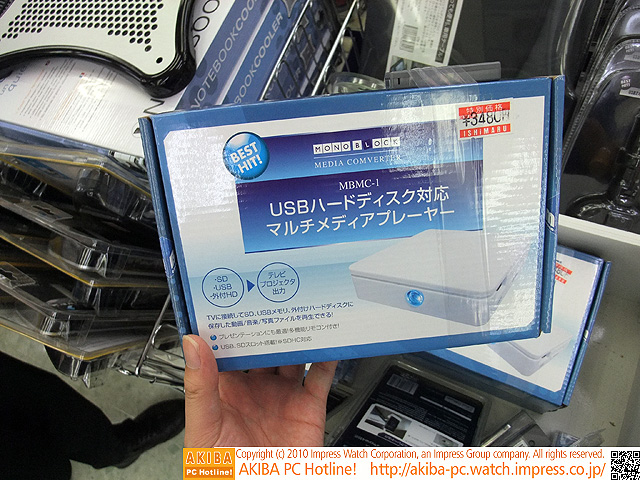 NOTEBOOKCOOLER
NOTEBOOKCOOLER
特別価格
¥3480
ISHIMARU
BEST
HIT!
MONO BLOCK
MEDIA COMVERTER
MBMC-1
USBハードディスク対応
マルチメディアプレーヤー
・SD
・USB
・外付HD
テレビ
プロジェクタ
出力
TVに接続してSD、USBメモリ、外付けハードディスクに
保存した動画/音楽/写真ファイルを再生できる!
プレゼンテーションにも最適!多機能リモコン付き!
USB、SDスロット搭載!※SDHC対応
AKIBA
PC Hotline!
Copyright (c) 2010 Impress Watch Corporation, an Impress Group company. All rights reserved.
AKIBA PC Hotline! http://akiba-pc.watch.impress.co.jp/